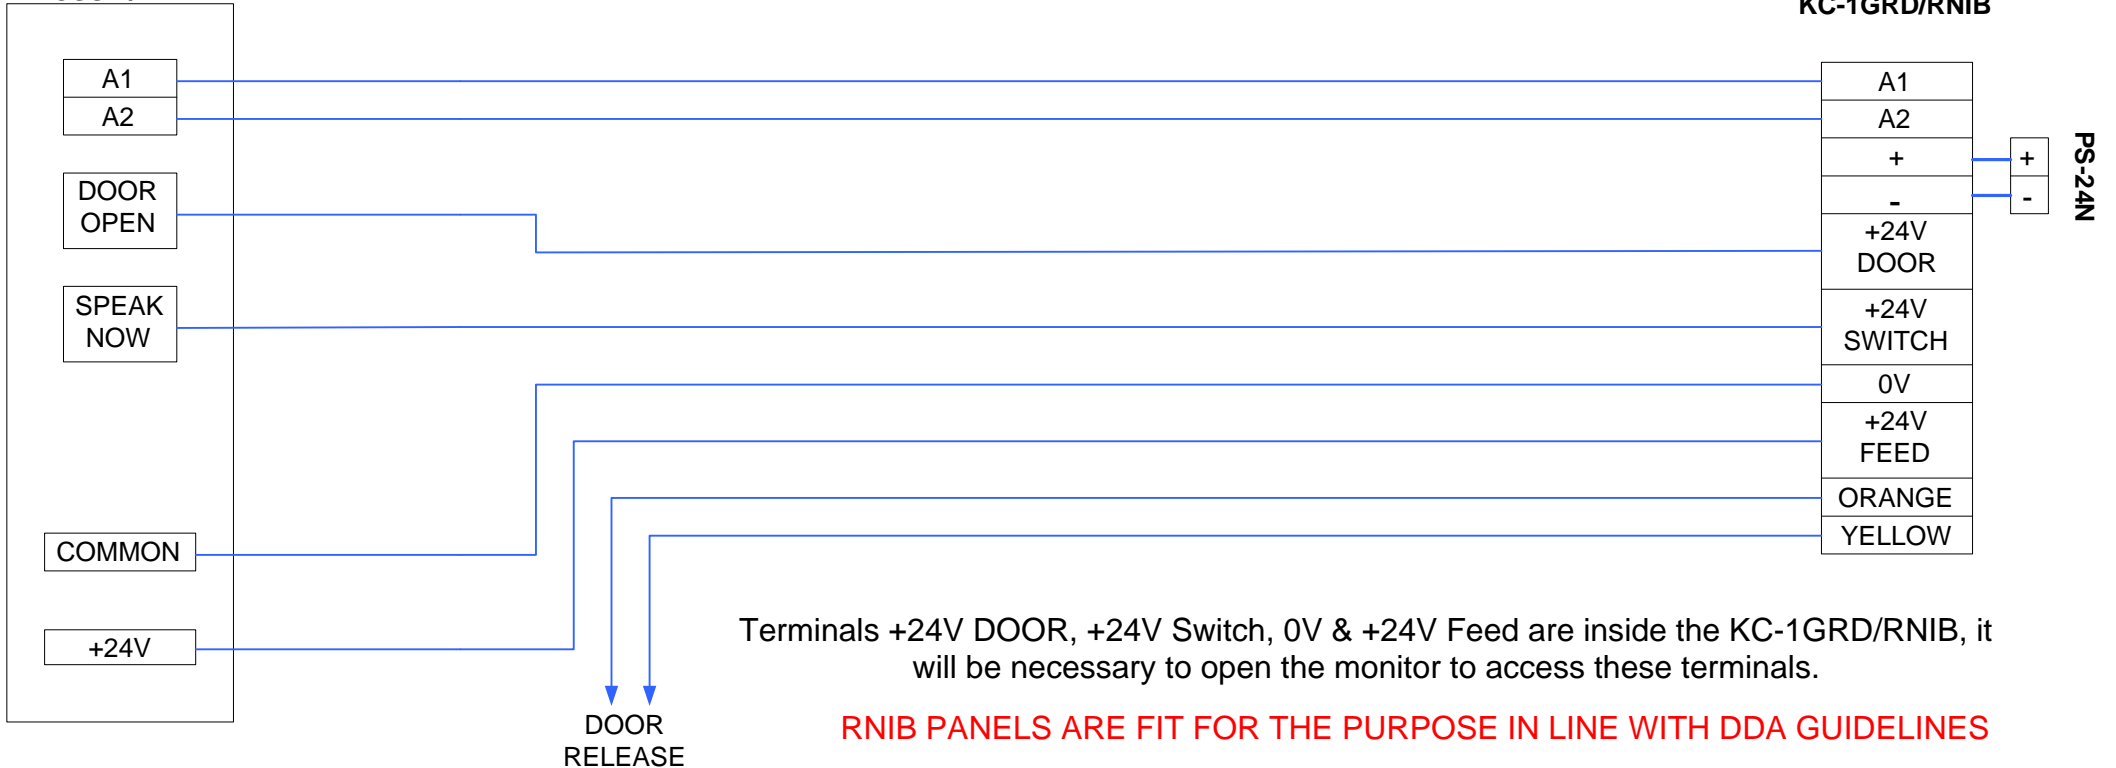 KC-1GRD/RNIB
A1
A2
DOOR
OPEN
SPEAK
NOW
COMMON
+24V
A1
A2
+
-
+24V
DOOR
+24V
SWITCH
0V
+24V
FEED
ORANGE
YELLOW
+
-
PS-24N
DOOR
RELEASE
Terminals +24V DOOR, +24V Switch, 0V & +24V Feed are inside the KC-1GRD/RNIB, it
will be necessary to open the monitor to access these terminals.
RNIB PANELS ARE FIT FOR THE PURPOSE IN LINE WITH DDA GUIDELINES